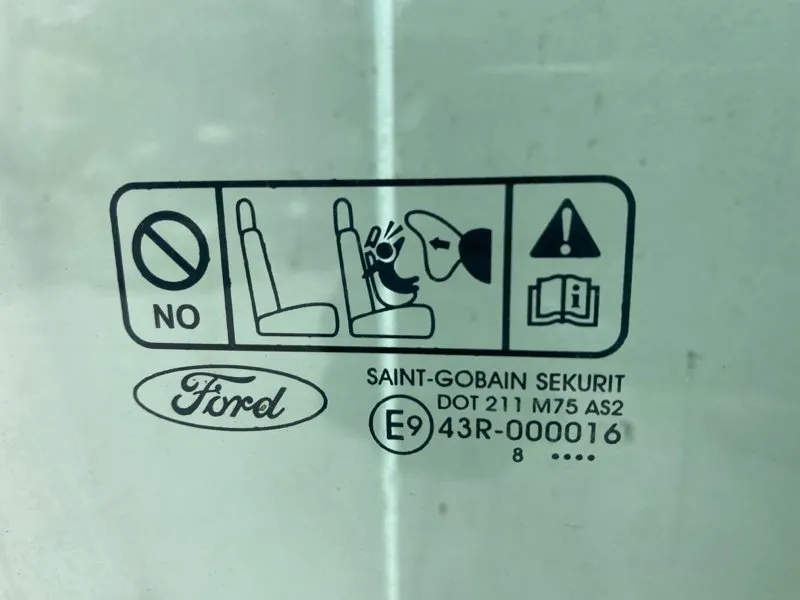 NO
i
Ford
SAINT-GOBAIN SEKURIT
DOT 211 M75 AS2
E9 43R-000016
8 ••••